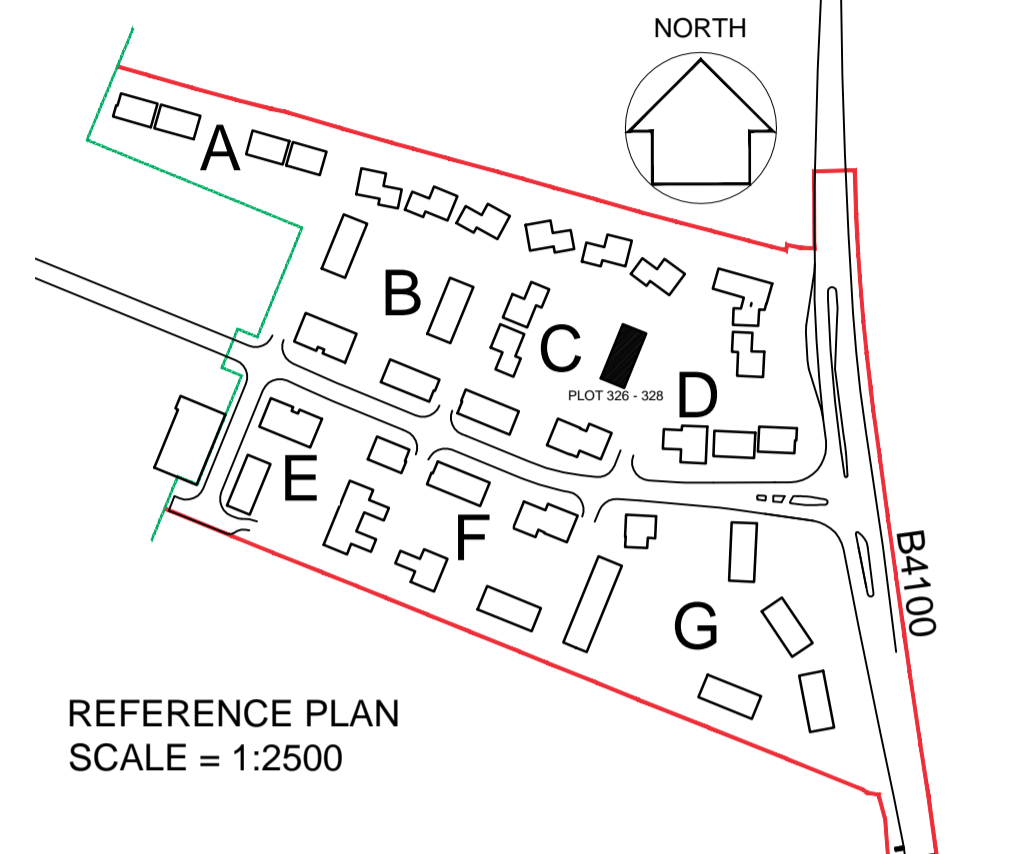 NORTH
A
B
C
PLOT 326 - 328
D
E
F
G
B4100
REFERENCE PLAN
SCALE = 1:2500